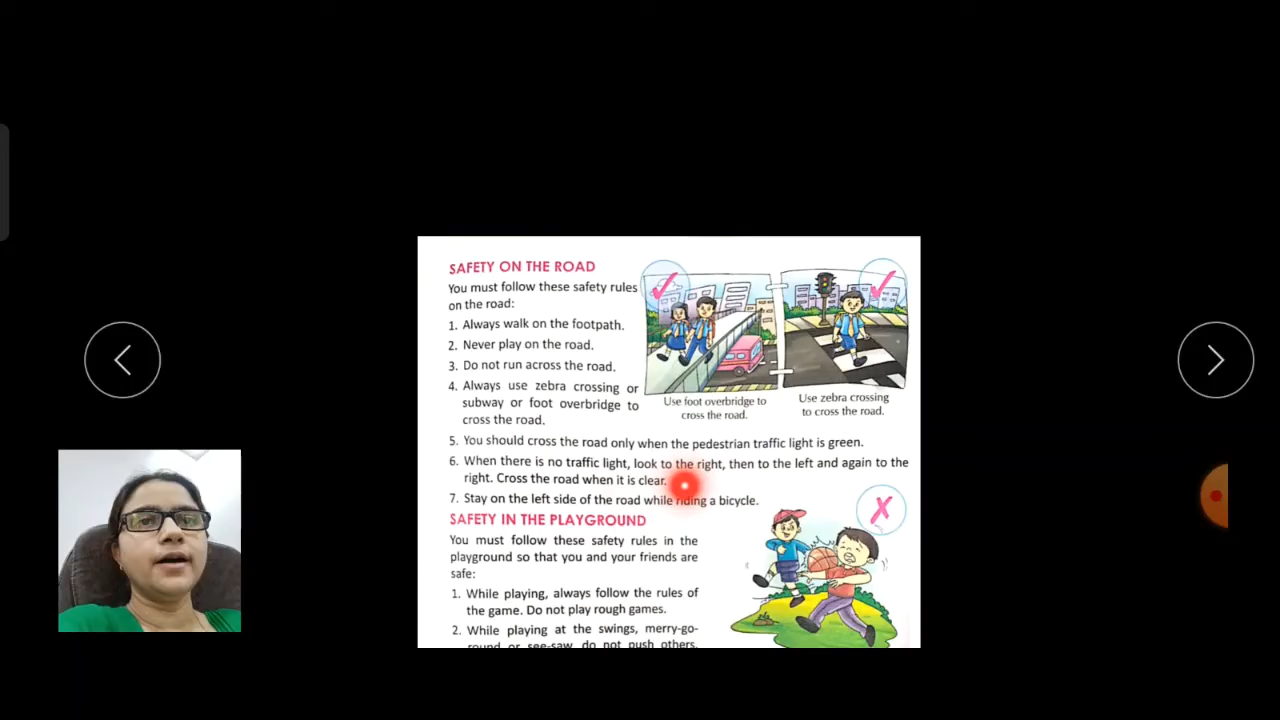 SAFETY ON THE ROAD
You must follow these safety rules
on the road:
1. Always walk on the footpath.
2. Never play on the road.
3. Do not run across the road.
4. Always use zebra crossing or
subway or foot overbridge to
cross the road.
Use foot overbridge to
cross the road.
Use zebra crossing
to cross the road.
5. You should cross the road only when the pedestrian traffic light is green.
6. When there is no traffic light, look to the right, then to the left and again to the
right. Cross the road when it is clear.
7. Stay on the left side of the road while riding a bicycle.
SAFETY IN THE PLAYGROUND
You must follow these safety rules in the
playground so that you and your friends are
safe:
1. While playing, always follow the rules of
the game. Do not play rough games.
2. While playing at the swings, merry-go-
round or see-saw, do not push others.